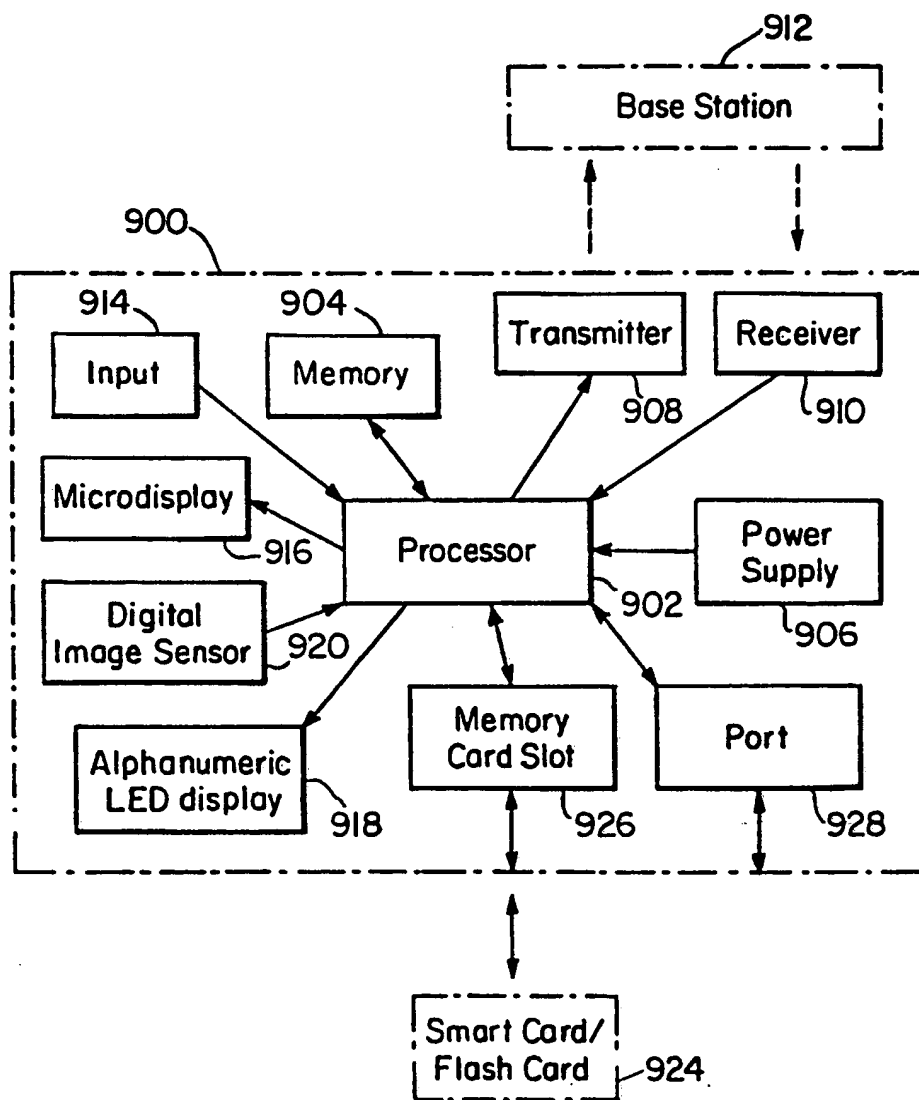 912
Base Station
900
914
904
Input
Memory
Transmitter
908
Receiver
910
Microdisplay
916
Processor
902
Power
Supply
906
Digital
Image Sensor
920
Alphanumeric
LED display
918
Memory
Card Slot
926
Port
928
Smart Card/
Flash Card
924